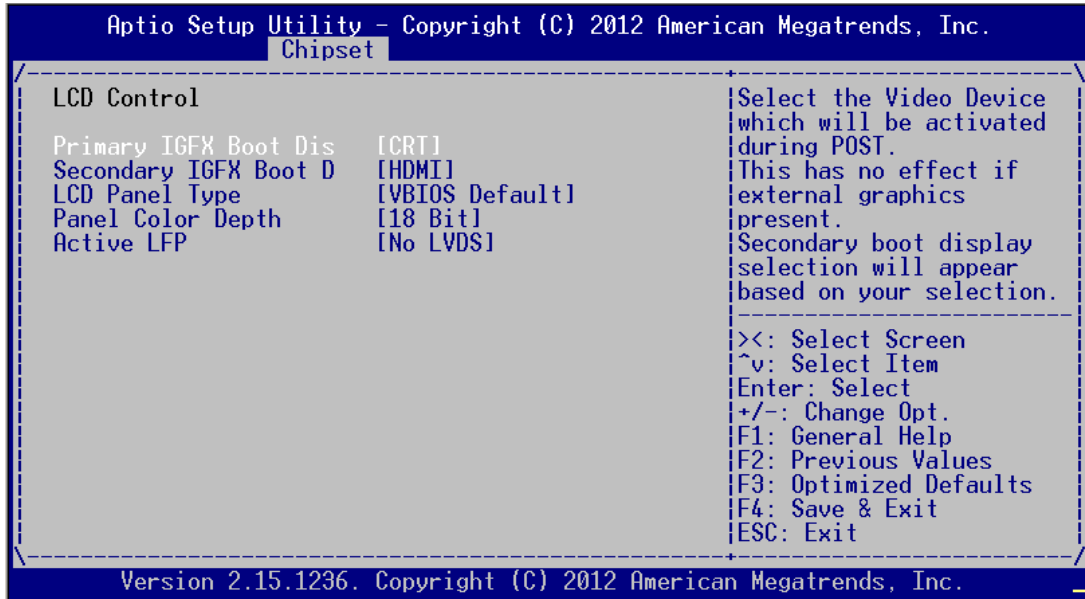 Aptio Setup Utility - Copyright (C) 2012 American Megatrends, Inc.
Chipset
LCD Control
Primary IGFX Boot Dis [CRT]
Secondary IGFX Boot D [HDMI]
LCD Panel Type [VBIOS Default]
Panel Color Depth [18 Bit]
Active LFP [No LVDS]
Select the Video Device
which will be activated
during POST.
This has no effect if
external graphics
present.
Secondary boot display
selection will appear
based on your selection.
><: Select Screen
^v: Select Item
Enter: Select
+/-: Change Opt.
F1: General Help
F2: Previous Values
F3: Optimized Defaults
F4: Save & Exit
ESC: Exit
Version 2.15.1236. Copyright (C) 2012 American Megatrends, Inc.